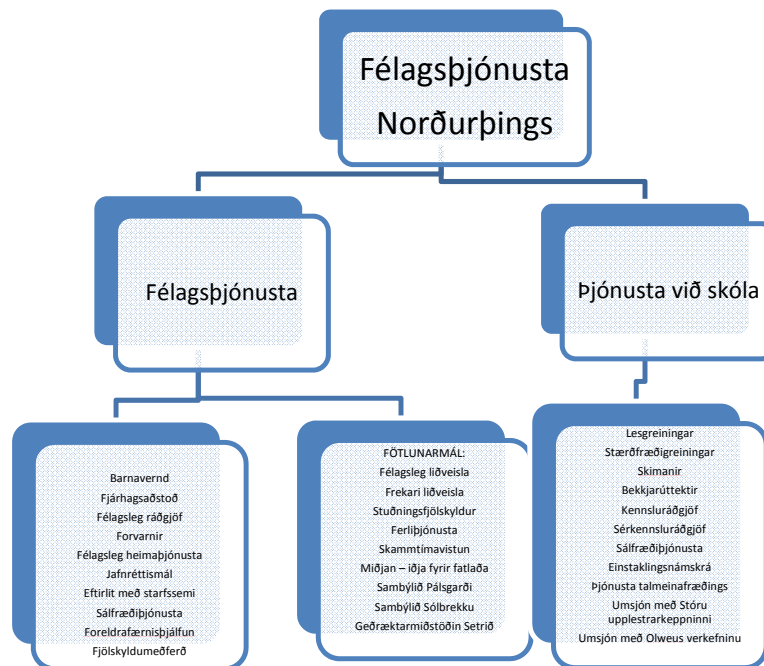 Félagsþjónusta
Norðurþings
Félagsþjónusta
Þjónusta við skóla
Barnavernd
Fjárhagsaðstoð
Félagsleg ráðgjöf
Forvarnir
Félagsleg heimaþjónusta
Jafnréttismál
Eftirlit með starfssemi
Sálfræðiþjónusta
Foreldrafærnisþjálfun
Fjölskyldumeðferð
FÖTLUNARMÁL:
Félagsleg liðveisla
Frekari liðveisla
Stuðningsfjölskyldur
Ferliþjónusta
Skammtímavistun
Miðjan – iðja fyrir fatlaða
Sambýlið Pálsgarði
Sambýlið Sólbrekku
Geðræktarmiðstöðin Setrið
Lesgreiningar
Stærðfræðigreiningar
Skimanir
Bekkjarúttektir
Kennsluráðgjöf
Sérkennsluráðgjöf
Sálfræðiþjónusta
Einstaklingsnámskrá
Þjónusta talmeinafræðings
Umsjón með Stóru
upplestrarkeppninni
Umsjón með Olweus verkefninu